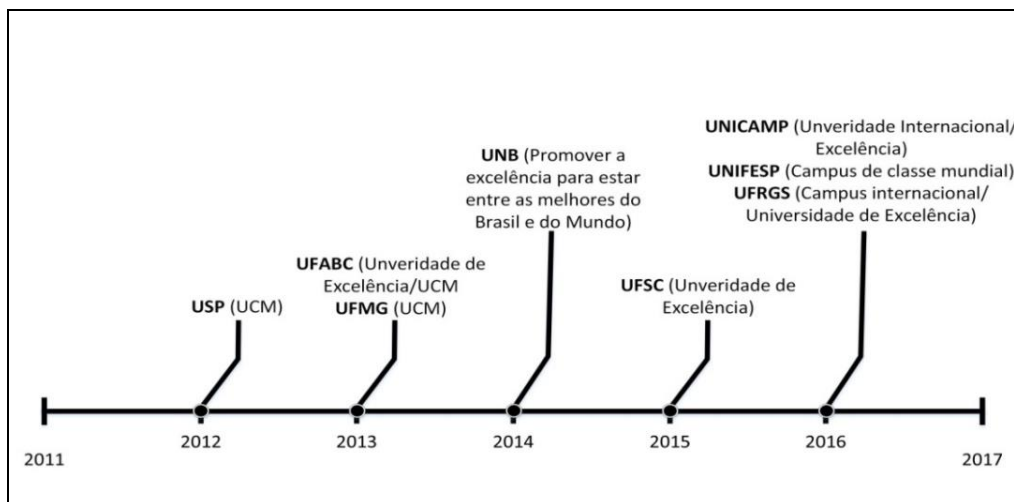 USP (UCM)
UFABC (Unveridade de
Excelência/UCM
UFMG (UCM)
UNB (Promover a
excelência para estar
entre as melhores do
Brasil e do Mundo)
UFSC (Unveridade de
Excelência)
UNICAMP (Unveridade Internacional/
Excelência)
UNIFESP (Campus de classe mundial)
UFRGS (Campus internacional/
Universidade de Excelência)
2011
2012
2013
2014
2015
2016
2017